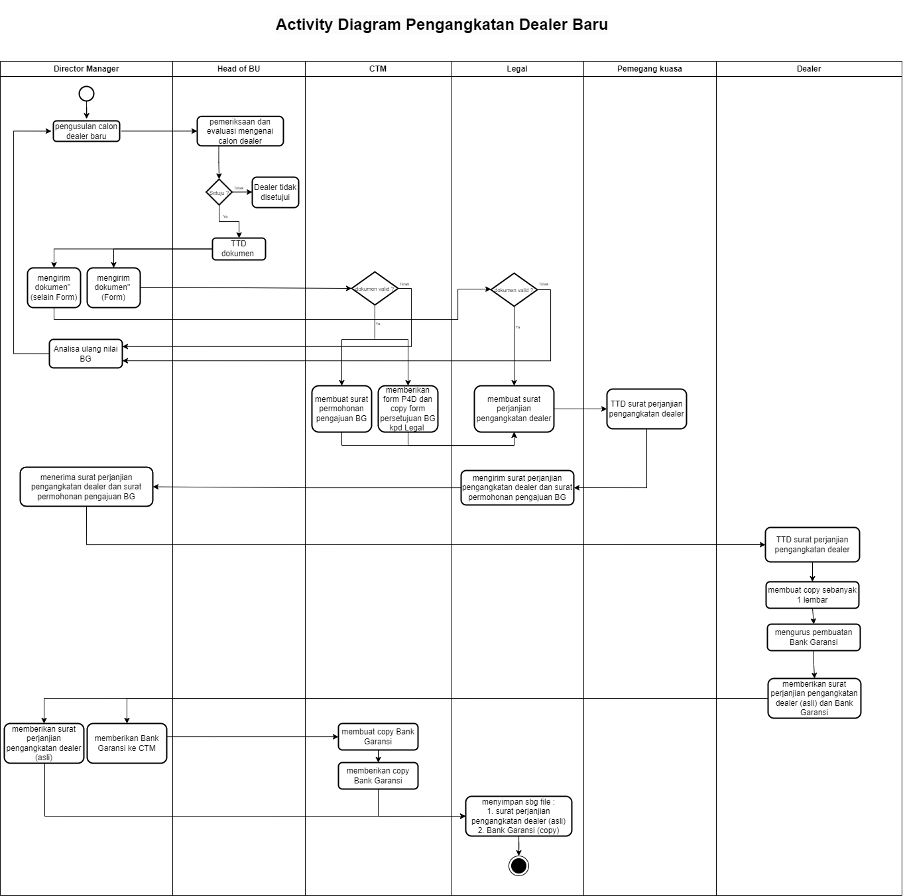 Activity Diagram Pengangkatan Dealer Baru
Director Manager
Head of BU
CTM
Legal
Pemegang kuasa
Dealer
pengusulan calon
dealer baru
pemeriksaan dan
evaluasi mengenai
calon dealer
Setuju ?
Tidak
Dealer tidak
disetujui
Ya
TTD
dokumen
mengirim
dokumen"
(selain Form)
mengirim
dokumen"
(Form)
dokumen valid ?
Tidak
Ya
dokumen valid ?
Tidak
Ya
Analisa ulang nilai
BG
membuat surat
permohonan
pengajuan BG
memberikan
form P4D dan
copy form
persetujuan BG
kpd Legal
membuat surat
perjanjian
pengangkatan dealer
TTD surat perjanjian
pengangkatan dealer
menerima surat perjanjian
pengangkatan dealer dan surat
permohonan pengajuan BG
mengirim surat perjanjian
pengangkatan dealer dan surat
permohonan pengajuan BG
TTD surat perjanjian
pengangkatan dealer
membuat copy sebanyak
1 lembar
mengurus pembuatan
Bank Garansi
memberikan surat
perjanjian pengangkatan
dealer (asli) dan Bank
Garansi
memberikan surat
perjanjian
pengangkatan dealer
(asli)
memberikan Bank
Garansi ke CTM
membuat copy Bank
Garansi
memberikan copy
Bank Garansi
menyimpan sbg file :
1. surat perjanjian
pengangkatan dealer (asli)
2. Bank Garansi (copy)